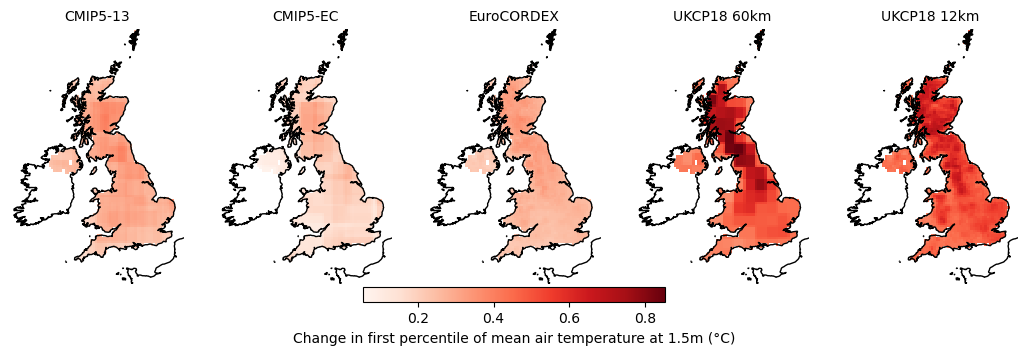 CMIP5-13 CMIP5-EC EuroCORDEX UKCP18 60km UKCP18 12km
0.2 0.4 0.6 0.8
Change in first percentile of mean air temperature at 1.5m (°C)